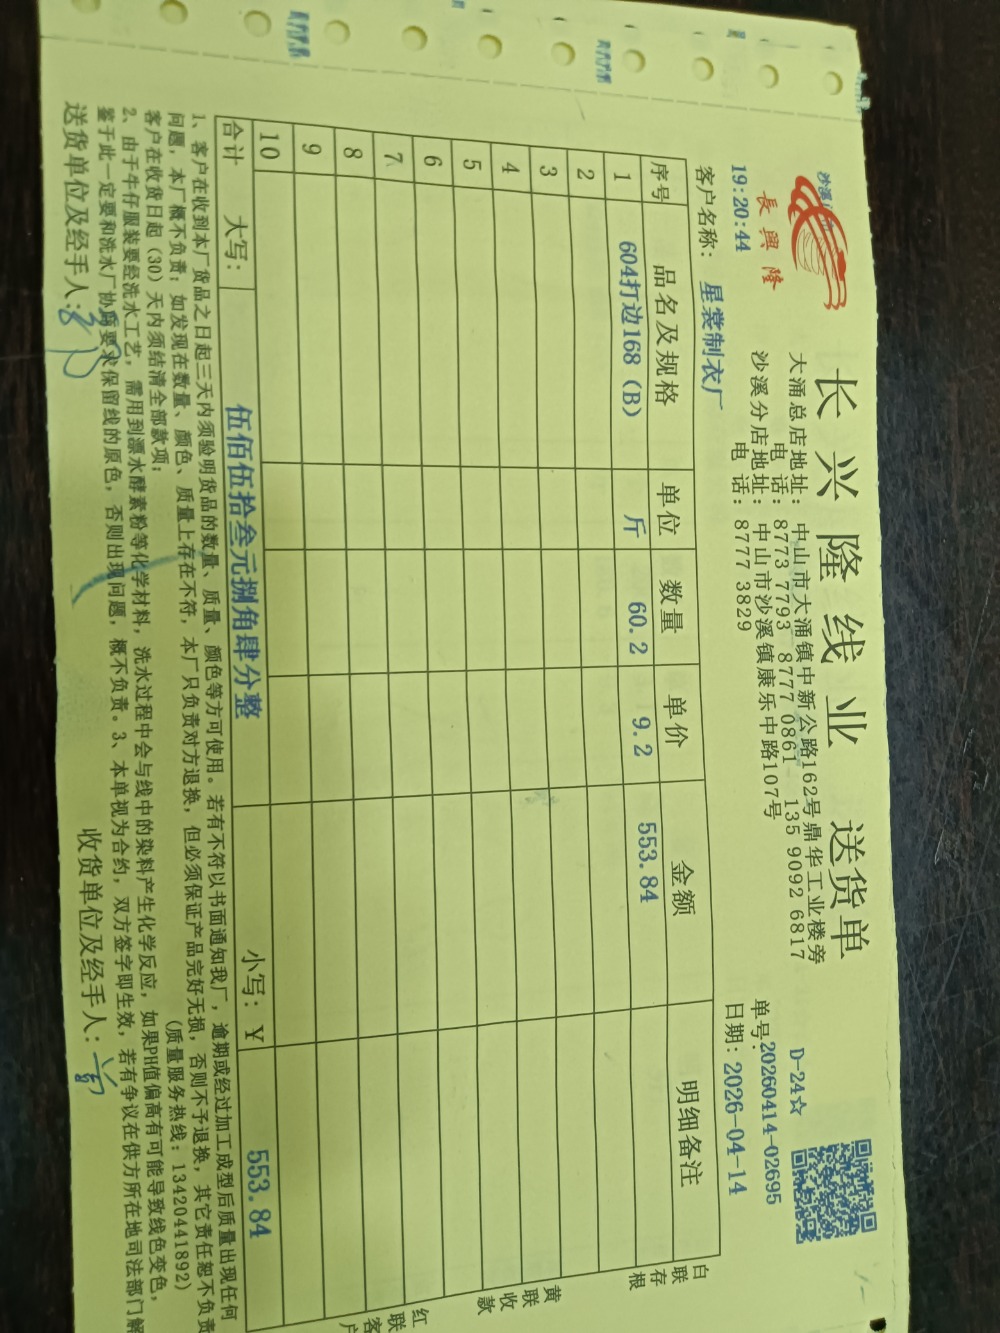 长兴隆线业 送货单
長興隆
大涌总店地址：中山市大涌镇中新公路162号鼎华工业楼旁
电 话：8773 7793 8777 0861 135 9092 6817
沙溪分店地址：中山市沙溪镇康乐中路107号
电 话：8777 3829
D-24☆
19:20:44
单号:20260414-02695
客户名称：星裳制衣厂
日期：2026-04-14
序号 品名及规格 单位 数量 单价 金额 明细备注
1 604打边168（B） 斤 60.2 9.2 553.84
2
3
4
5
6
7
8
9
10
合计 大写： 伍佰伍拾叁元捌角肆分整 小写：￥ 553.84
白联存根
黄联收款
红联客户
1、客户在收到本厂货品之日起三天内须验明货品的数量、质量、颜色等方可使用。若有不符以书面通知我厂，逾期或经过加工成型后质量出现任何
问题，本厂概不负责；如发现在数量、颜色、质量上存在不符，本厂只负责对方退换，但必须保证产品完好无损，否则不予退换，其它责任恕不负责
客户在收货日起（30）天内须结清全部款项； （质量服务热线：13420441892）
2、由于牛仔服装要经洗水工艺，需用到漂水酵素粉等化学材料，洗水过程中会与线中的染料产生化学反应，如果PH值偏高有可能导致线色变色，
鉴于此一定要和洗水厂协商要求保留线的原色，否则出现问题，概不负责。3、本单视为合约，双方签字即生效，若有争议在供方所在地司法部门解
送货单位及经手人：
收货单位及经手人：